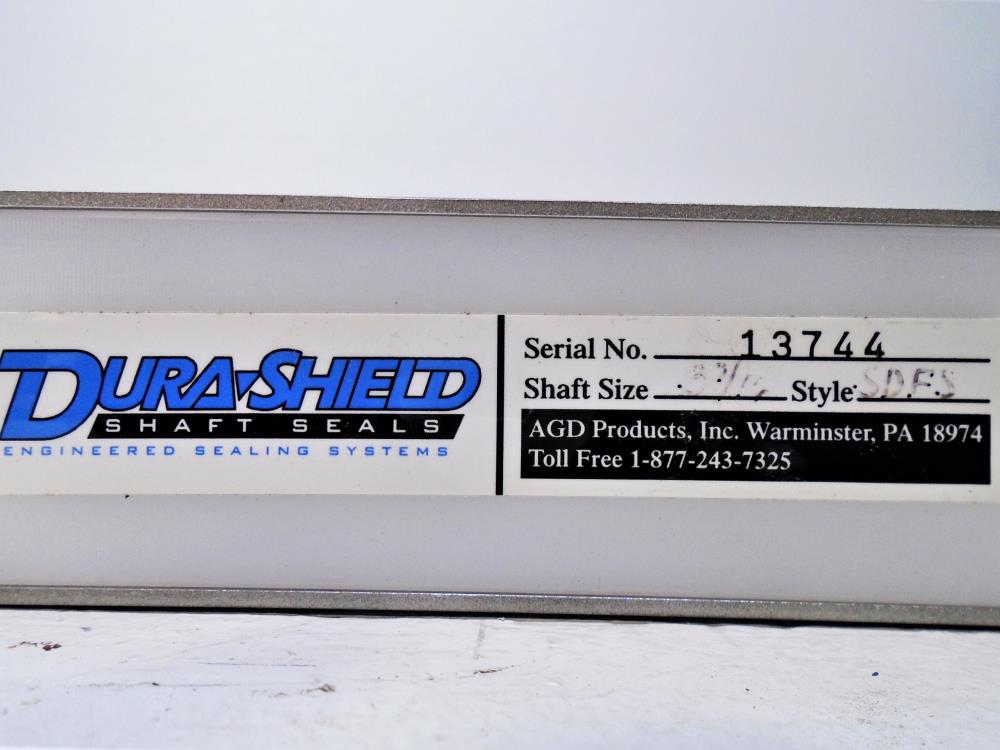 DURA-SHIELD
SHAFT SEALS
ENGINEERED SEALING SYSTEMS
Serial No. 13744
Shaft Size Style S.D.F.S
AGD Products, Inc. Warminster, PA 18974
Toll Free 1-877-243-7325